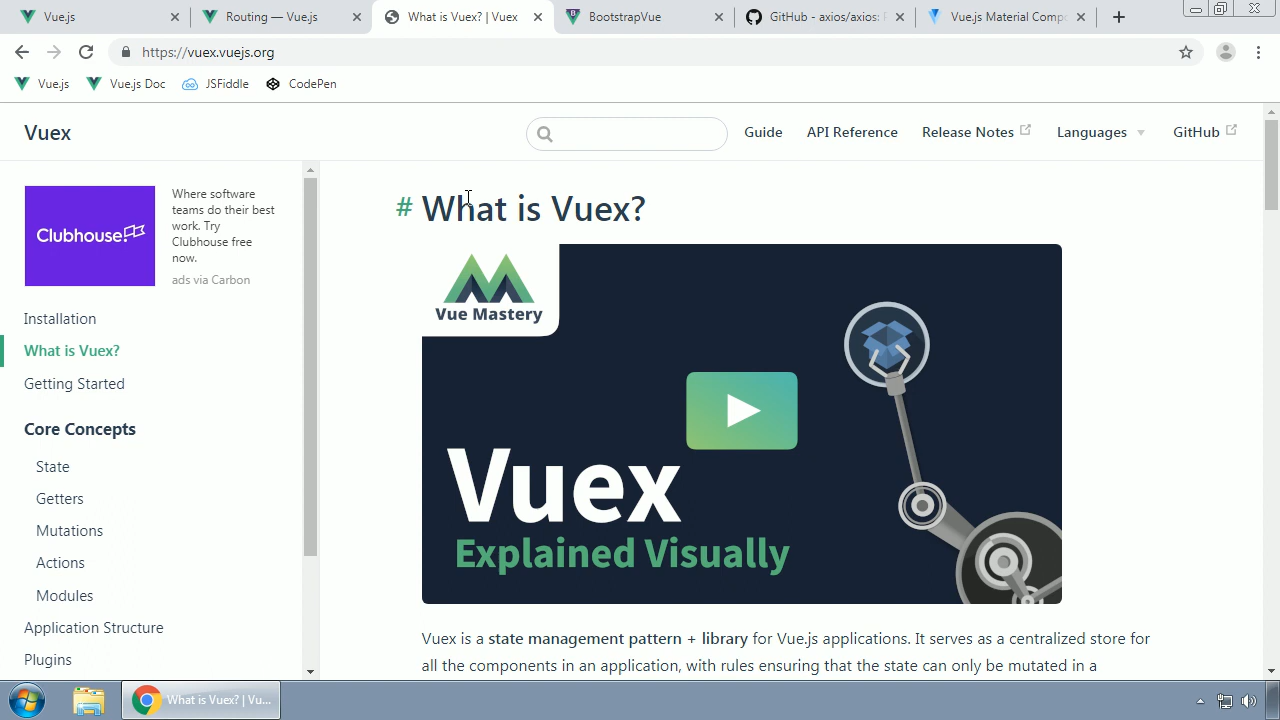 Vue.js
Routing — Vue.js
What is Vuex? | Vuex
BootstrapVue
GitHub - axios/axios:
Vue.js Material Compo
https://vuex.vuejs.org
Vue.js
Vue.js Doc
JSFiddle
CodePen
Vuex
Guide
API Reference
Release Notes
Languages
GitHub
Clubhouse!
Where software
teams do their best
work. Try
Clubhouse free
now.
ads via Carbon
Installation
What is Vuex?
Getting Started
Core Concepts
State
Getters
Mutations
Actions
Modules
Application Structure
Plugins
# What is Vuex?
Vue Mastery
Vuex
Explained Visually
Vuex is a state management pattern + library for Vue.js applications. It serves as a centralized store for
all the components in an application, with rules ensuring that the state can only be mutated in a
What is Vuex? | Vu...